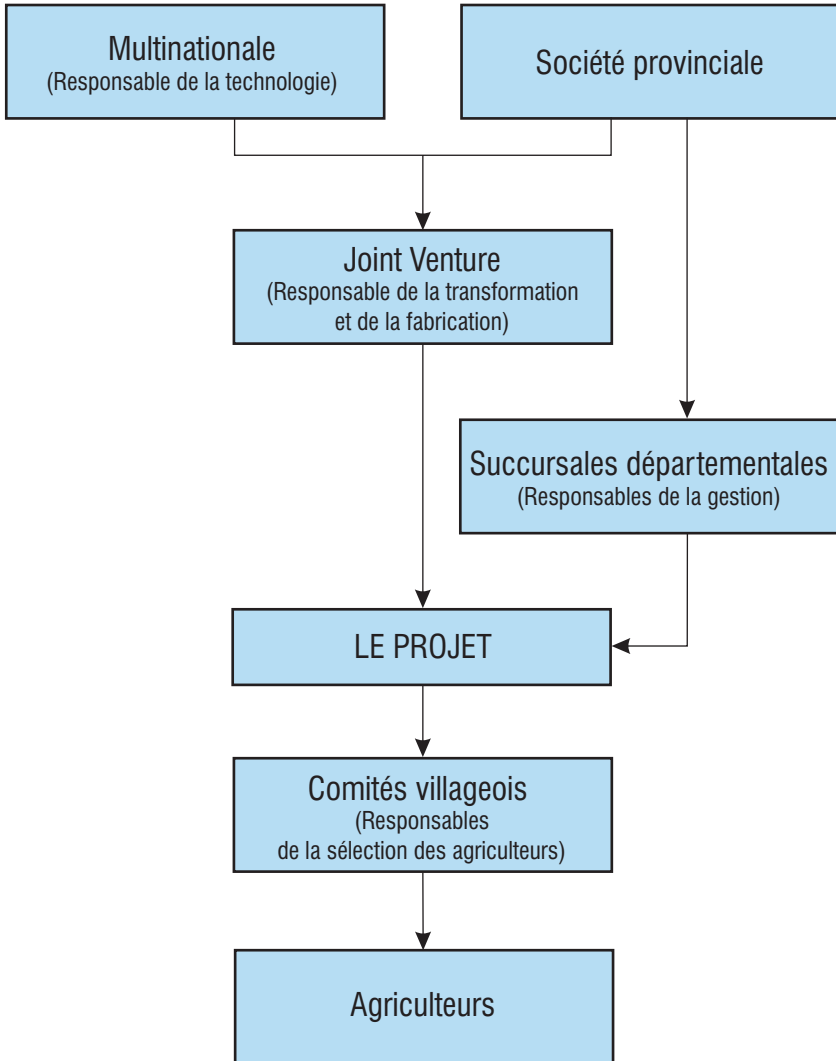 Multinationale
(Responsable de la technologie)
Société provinciale
Joint Venture
(Responsable de la transformation
et de la fabrication)
Succursales départementales
(Responsables de la gestion)
LE PROJET
Comités villageois
(Responsables
de la sélection des agriculteurs)
Agriculteurs